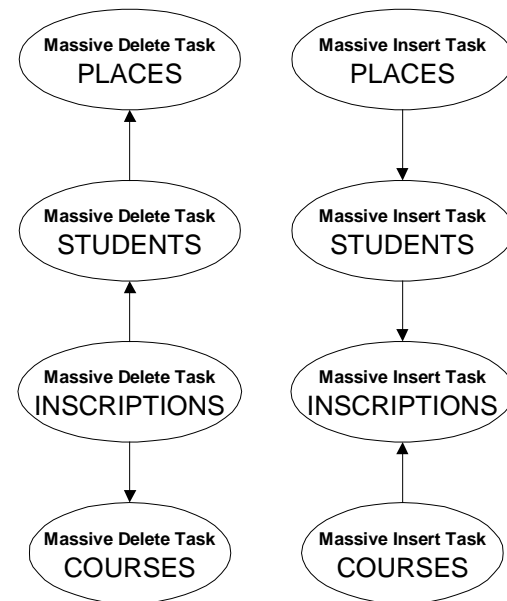 Massive Delete Task
PLACES
Massive Insert Task
PLACES
Massive Delete Task
STUDENTS
Massive Insert Task
STUDENTS
Massive Delete Task
INSCRIPTIONS
Massive Insert Task
INSCRIPTIONS
Massive Delete Task
COURSES
Massive Insert Task
COURSES